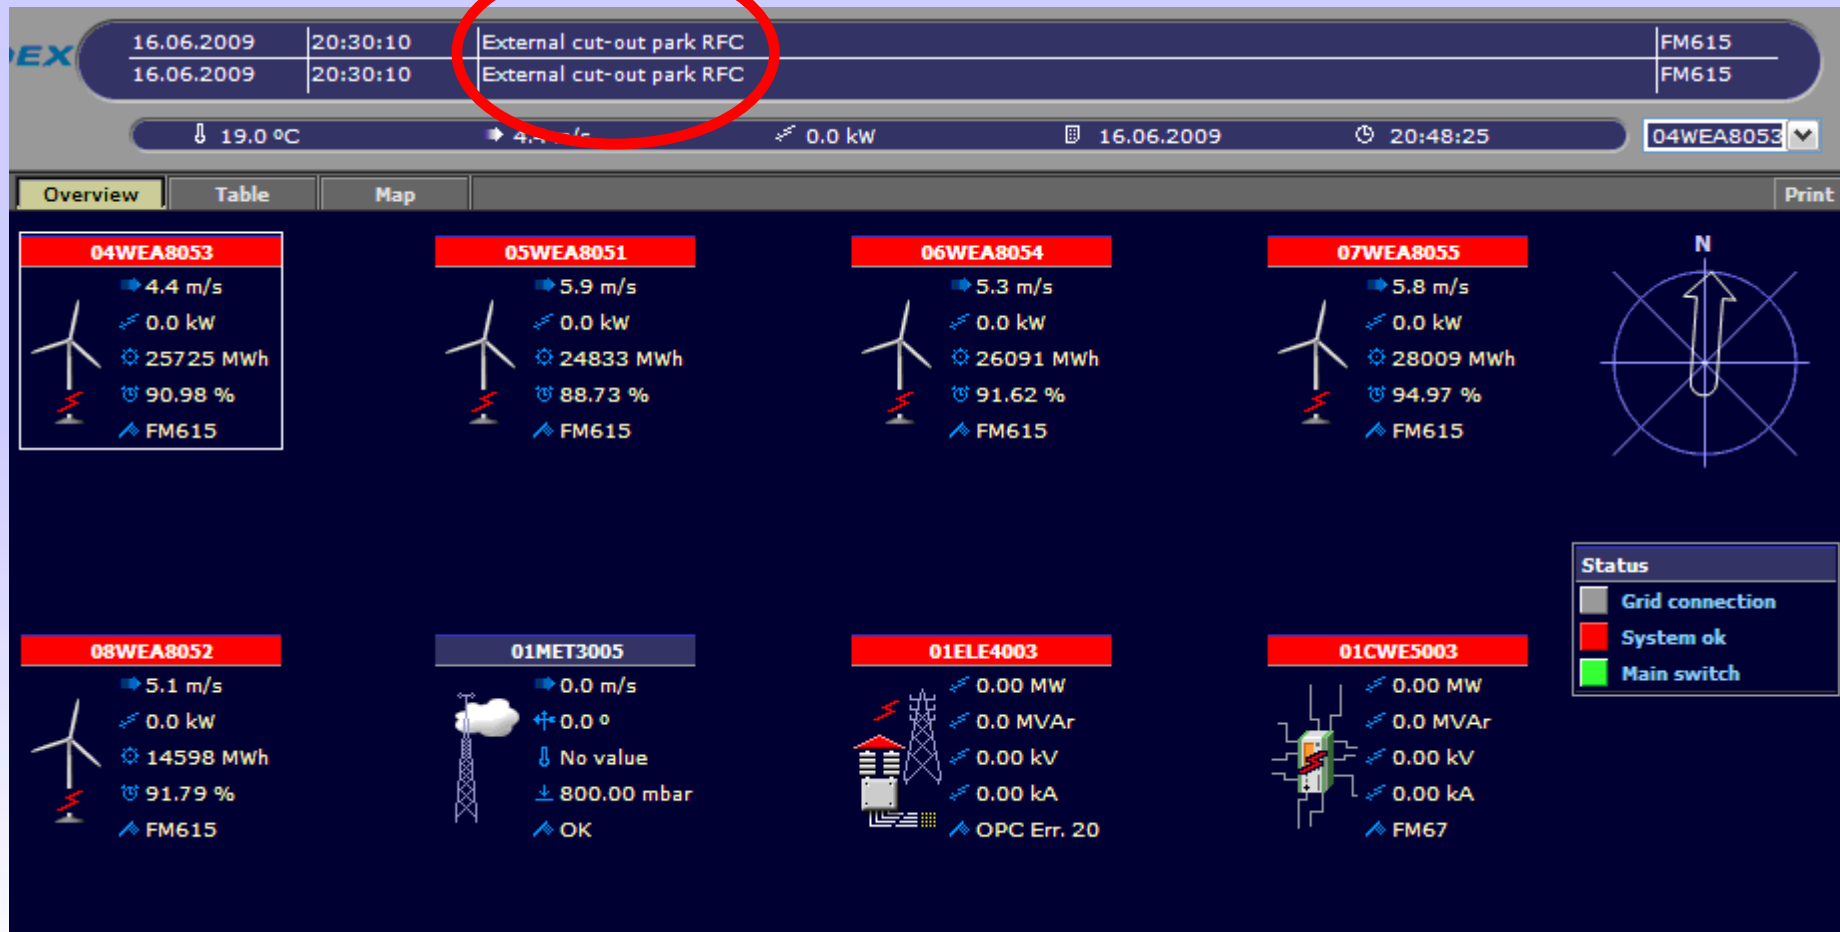 DEX
16.06.2009 20:30:10 External cut-out park RFC FM615
16.06.2009 20:30:10 External cut-out park RFC FM615
19.0 ºC 4.4 m/s 0.0 kW 16.06.2009 20:48:25 04WEA8053
Overview Table Map Print
04WEA8053
4.4 m/s
0.0 kW
25725 MWh
90.98 %
FM615
05WEA8051
5.9 m/s
0.0 kW
24833 MWh
88.73 %
FM615
06WEA8054
5.3 m/s
0.0 kW
26091 MWh
91.62 %
FM615
07WEA8055
5.8 m/s
0.0 kW
28009 MWh
94.97 %
FM615
N
Status
Grid connection
System ok
Main switch
08WEA8052
5.1 m/s
0.0 kW
14598 MWh
91.79 %
FM615
01MET3005
0.0 m/s
0.0 º
No value
800.00 mbar
OK
01ELE4003
0.00 MW
0.0 MVAr
0.00 kV
0.00 kA
OPC Err. 20
01CWE5003
0.00 MW
0.0 MVAr
0.00 kV
0.00 kA
FM67